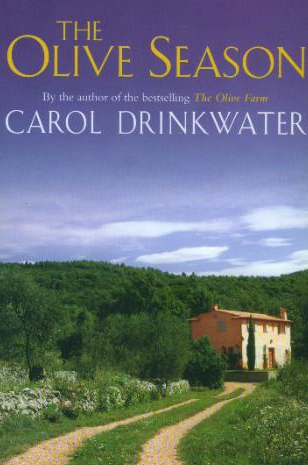 THE
OLIVE SEASON
By the author of the bestselling The Olive Farm
CAROL DRINKWATER